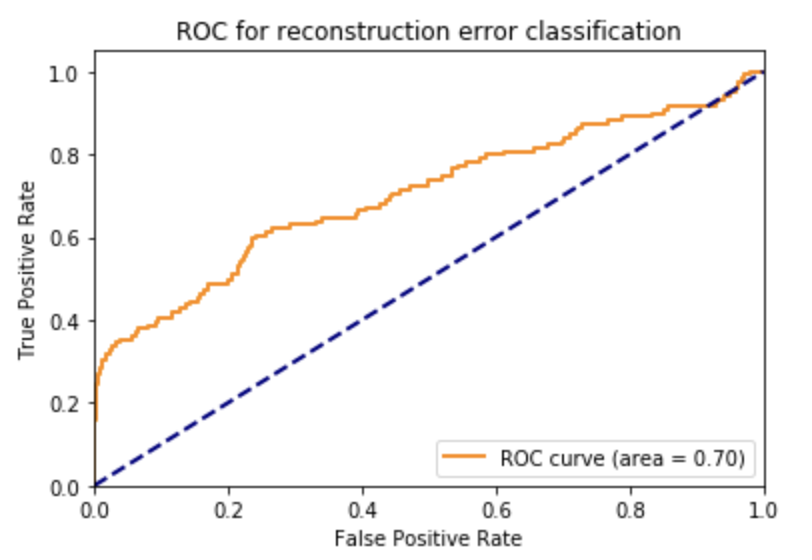 ROC for reconstruction error classification
True Positive Rate
1.0
0.8
0.6
0.4
0.2
0.0
ROC curve (area = 0.70)
0.0 0.2 0.4 0.6 0.8 1.0
False Positive Rate